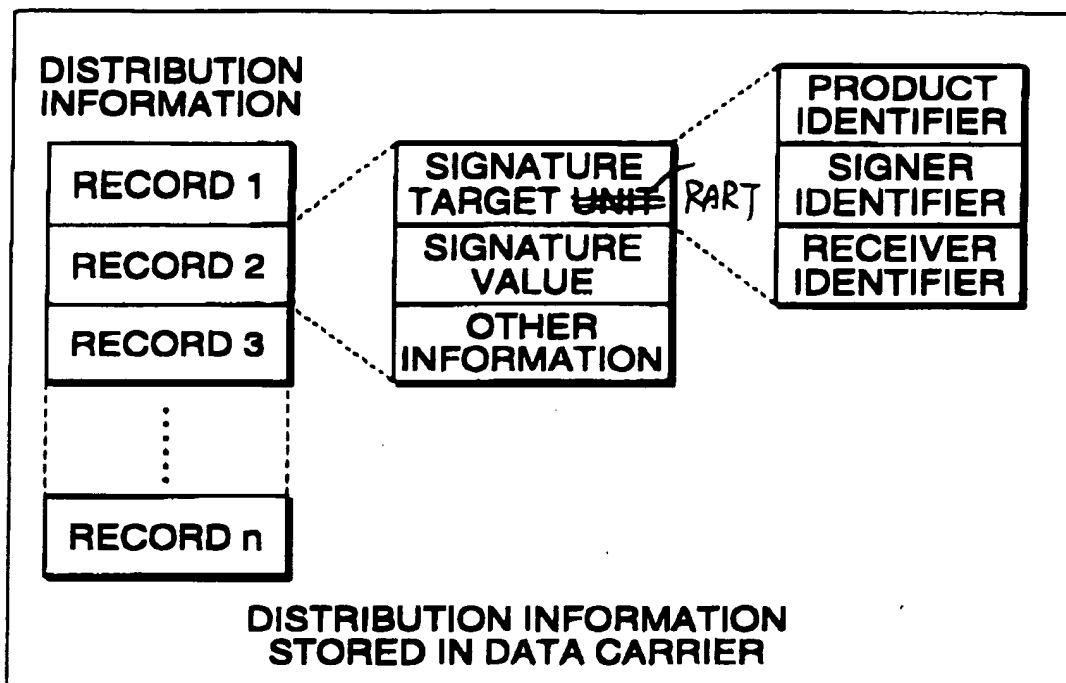 DISTRIBUTION
INFORMATION
RECORD 1
RECORD 2
RECORD 3
RECORD n
SIGNATURE
TARGET UNIT PART
SIGNATURE
VALUE
OTHER
INFORMATION
PRODUCT
IDENTIFIER
SIGNER
IDENTIFIER
RECEIVER
IDENTIFIER
DISTRIBUTION INFORMATION
STORED IN DATA CARRIER